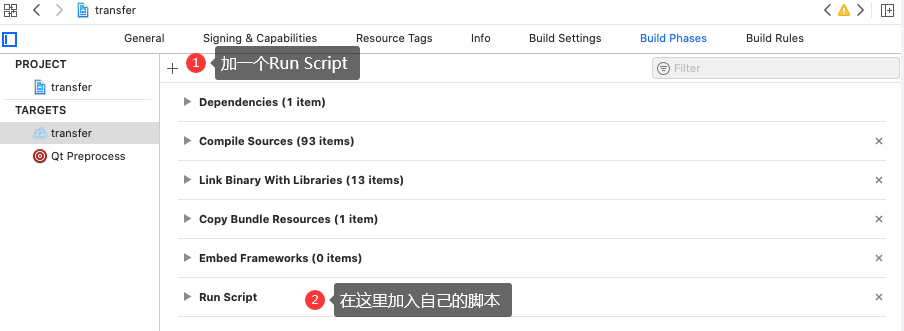 transfer
General Signing & Capabilities Resource Tags Info Build Settings Build Phases Build Rules
PROJECT
transfer
TARGETS
transfer
Qt Preprocess
1 加一个Run Script
Filter
Dependencies (1 item)
Compile Sources (93 items)
Link Binary With Libraries (13 items)
Copy Bundle Resources (1 item)
Embed Frameworks (0 items)
Run Script
2 在这里加入自己的脚本